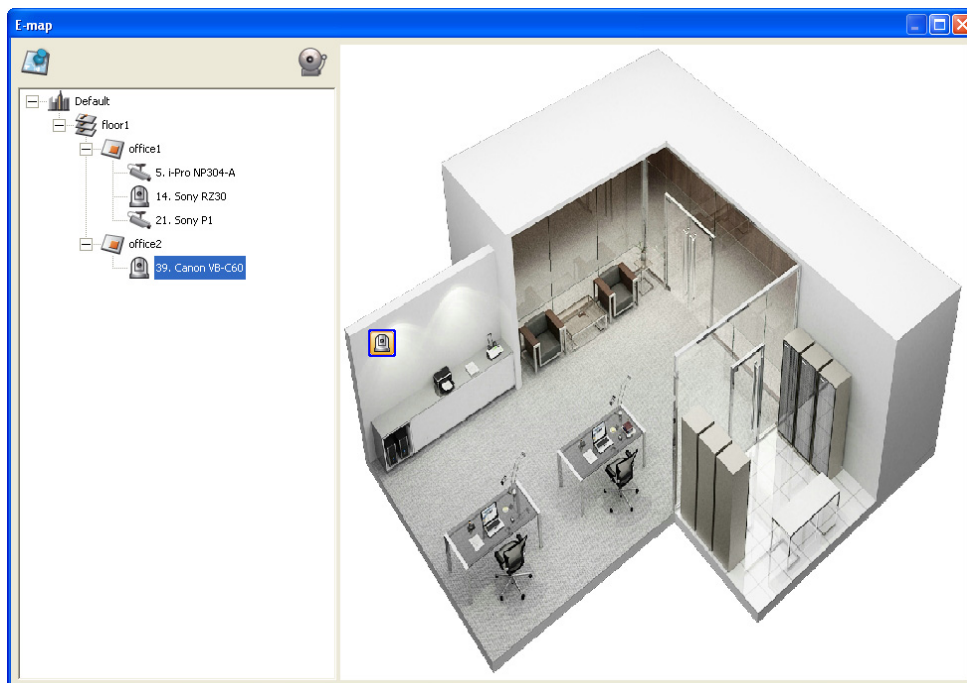 E-map
Default
floor1
office1
5. i-Pro NP304-A
14. Sony RZ30
21. Sony P1
office2
39. Canon VB-C60